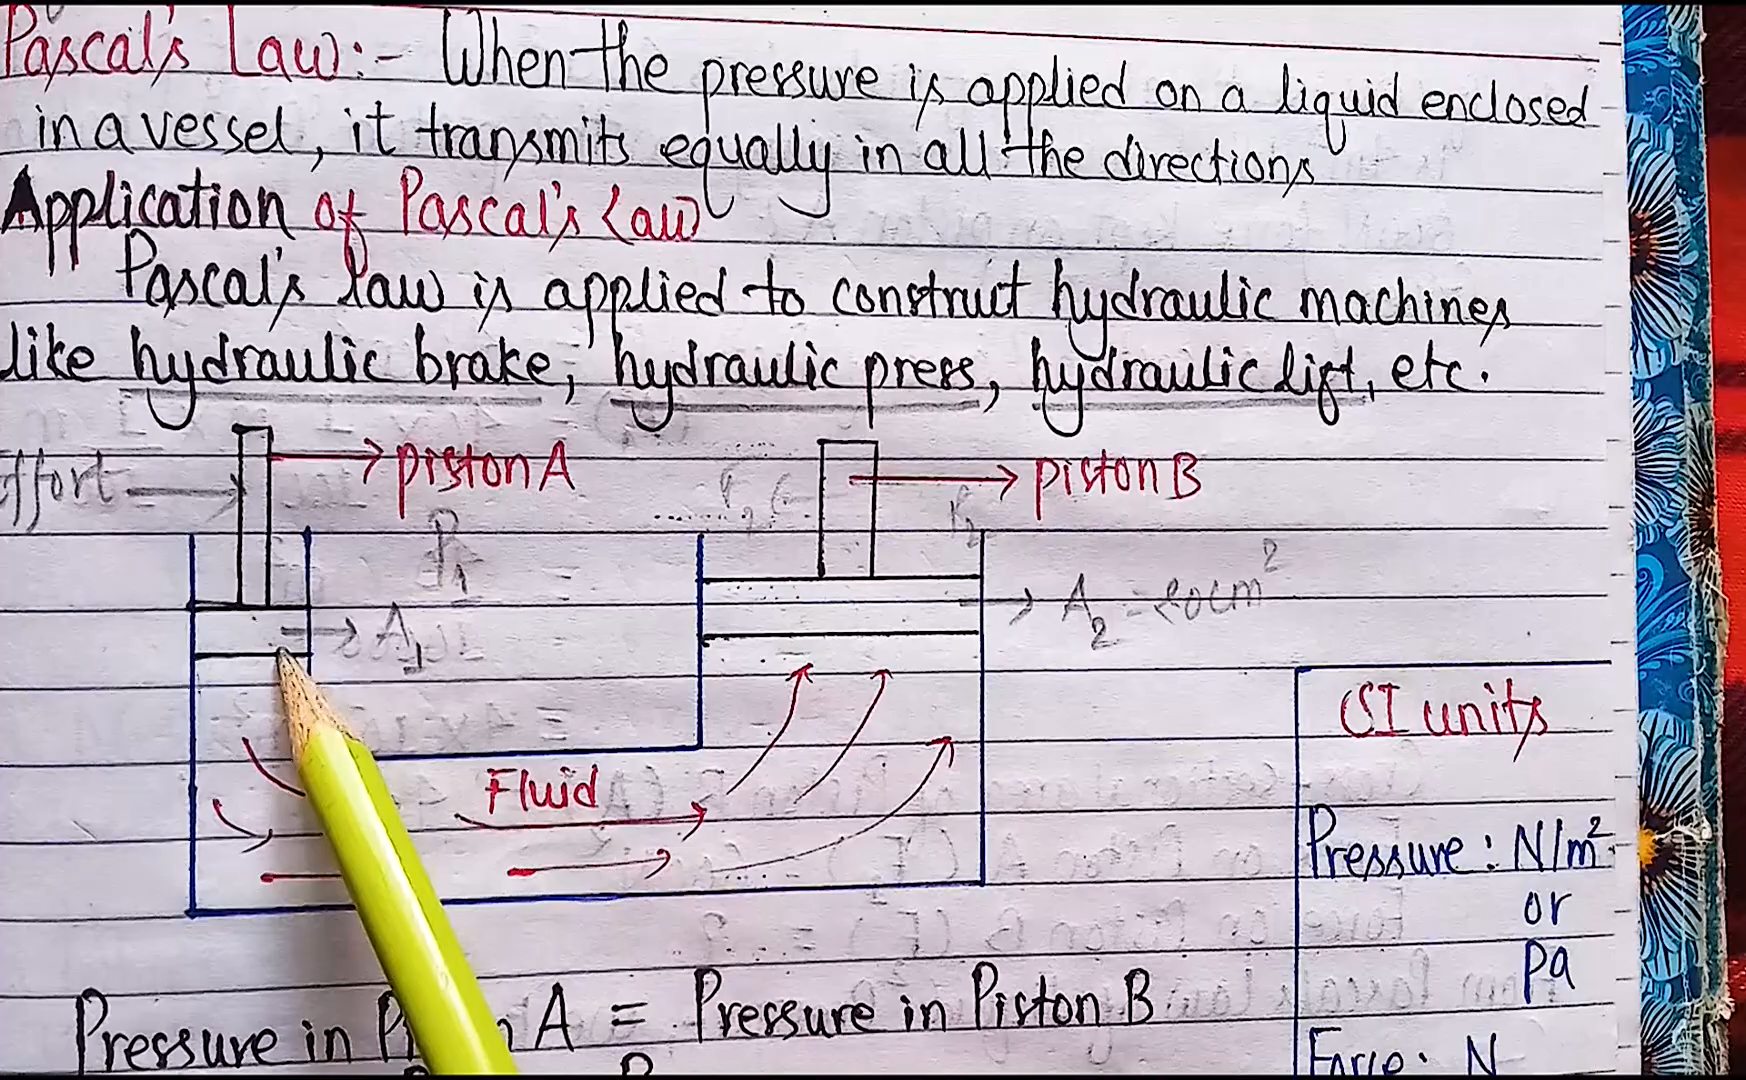 Pascal's Law:- When the pressure is applied on a liquid enclosed
in a vessel, it transmits equally in all the directions
Application of Pascal's Law
Pascal's law is applied to construct hydraulic machines
like hydraulic brake, hydraulic press, hydraulic lift, etc.
Effort
piston A
piston B
P1
P2
A1
A2
cm2
Fluid
SI units
Pressure: N/m2
or
Pa
Pressure in A = Pressure in Piston B
Force: N